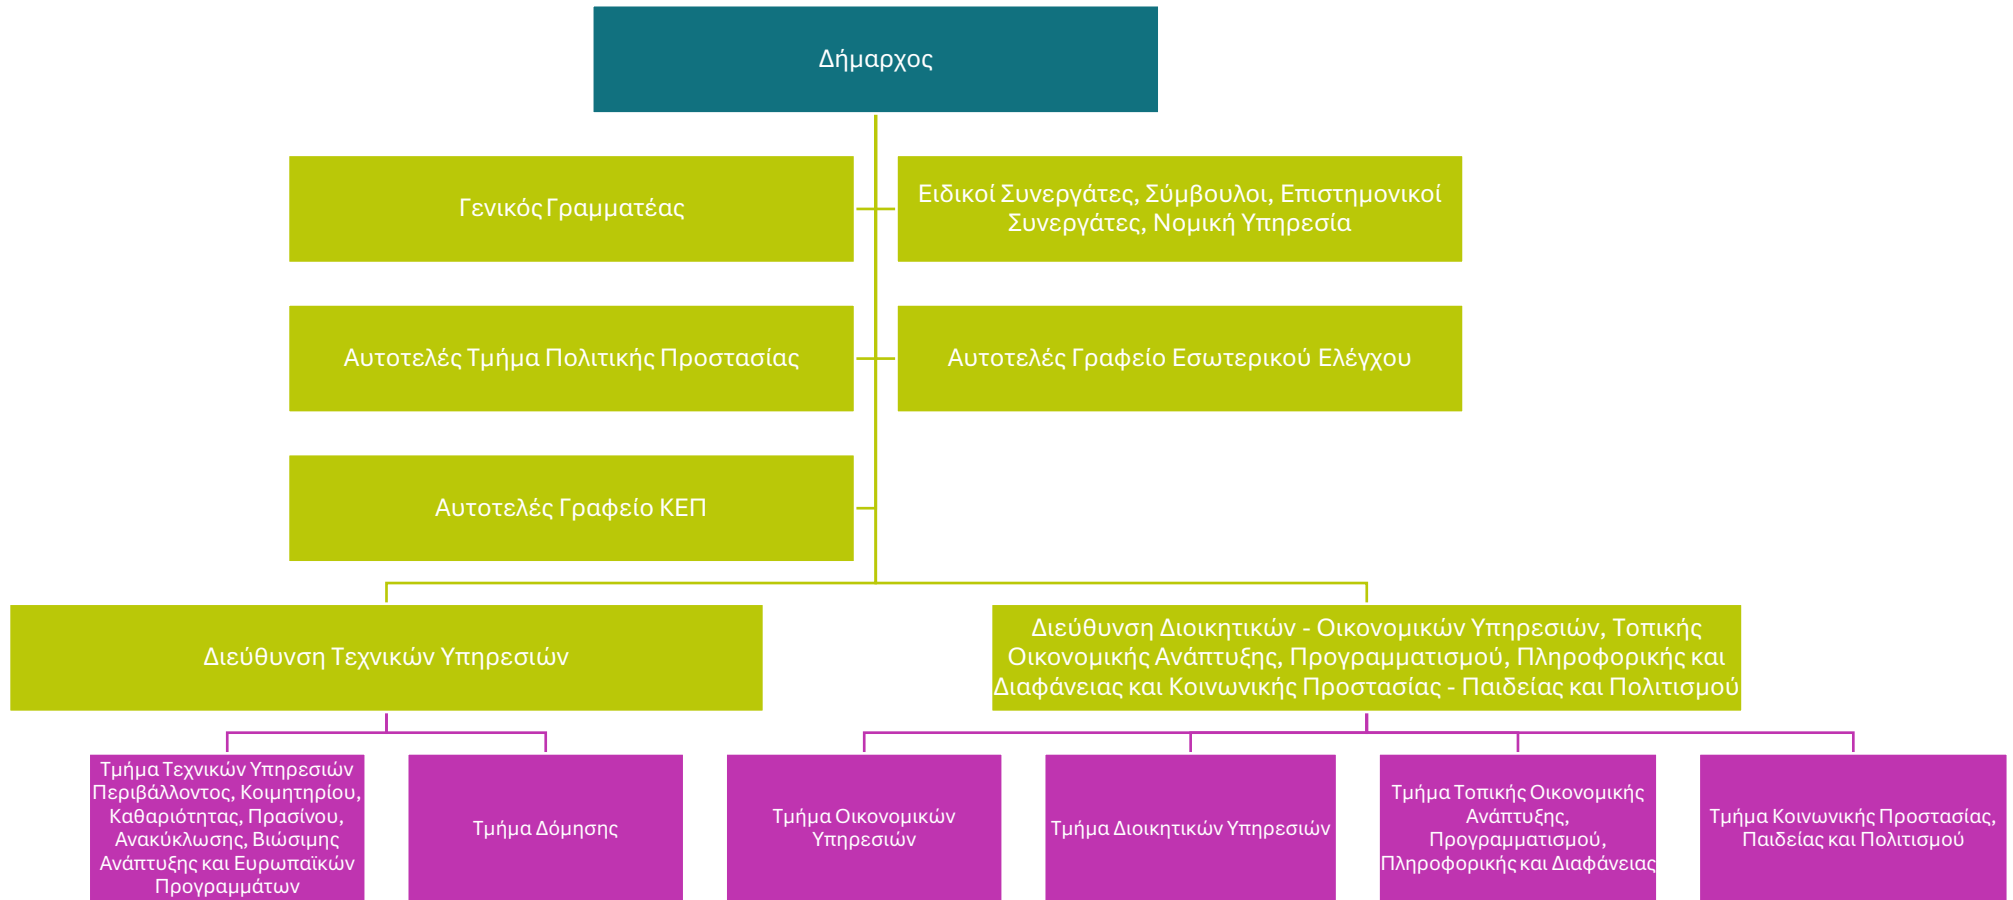 Δήμαρχος
Γενικός Γραμματέας
Ειδικοί Συνεργάτες, Σύμβουλοι, Επιστημονικοί
Συνεργάτες, Νομική Υπηρεσία
Αυτοτελές Τμήμα Πολιτικής Προστασίας
Αυτοτελές Γραφείο Εσωτερικού Ελέγχου
Αυτοτελές Γραφείο ΚΕΠ
Διεύθυνση Τεχνικών Υπηρεσιών
Διεύθυνση Διοικητικών - Οικονομικών Υπηρεσιών, Τοπικής
Οικονομικής Ανάπτυξης, Προγραμματισμού, Πληροφορικής και
Διαφάνειας και Κοινωνικής Προστασίας - Παιδείας και Πολιτισμού
Τμήμα Τεχνικών Υπηρεσιών
Περιβάλλοντος, Κοιμητηρίου,
Καθαριότητας, Πρασίνου,
Ανακύκλωσης, Βιώσιμης
Ανάπτυξης και Ευρωπαϊκών
Προγραμμάτων
Τμήμα Δόμησης
Τμήμα Οικονομικών
Υπηρεσιών
Τμήμα Διοικητικών Υπηρεσιών
Τμήμα Τοπικής Οικονομικής
Ανάπτυξης,
Προγραμματισμού,
Πληροφορικής και Διαφάνειας
Τμήμα Κοινωνικής Προστασίας,
Παιδείας και Πολιτισμού